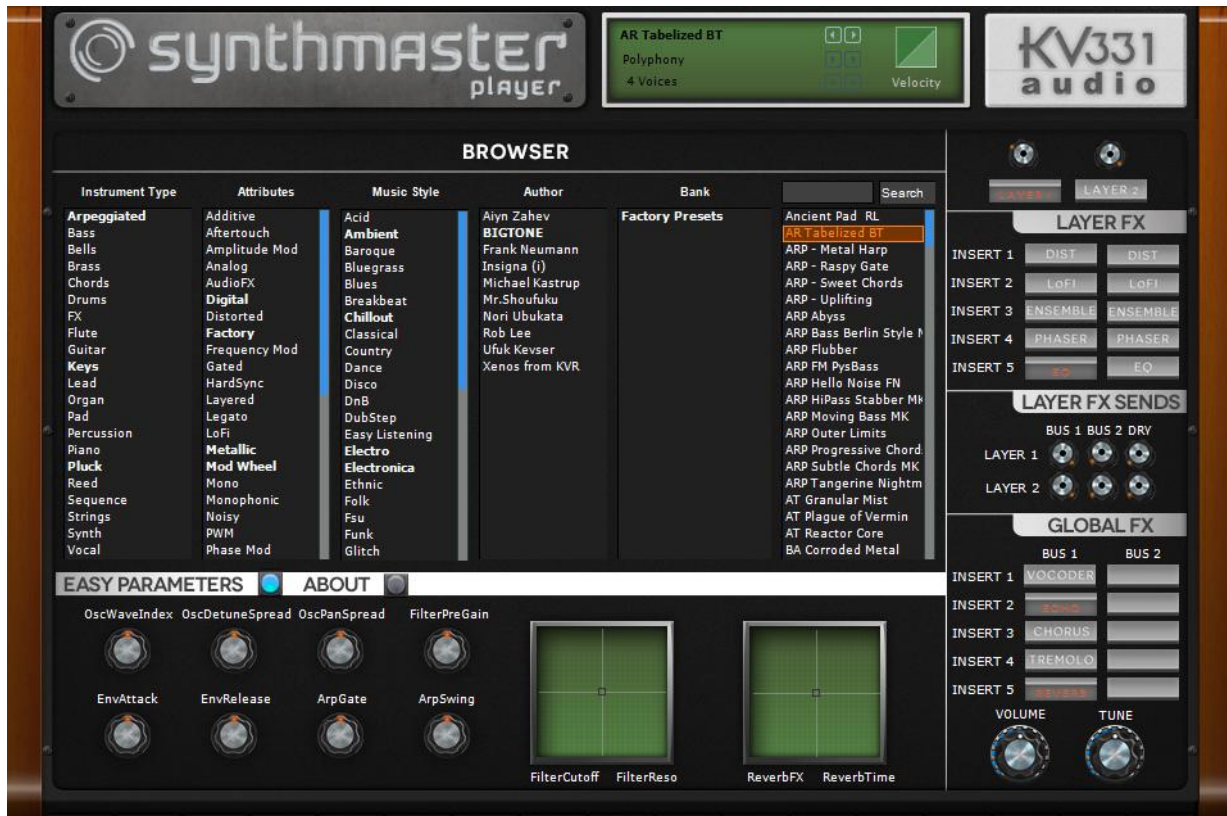 synthmaster
player
AR Tabelized BT
Polyphony
4 Voices
Velocity
KV331
audio
BROWSER
Instrument Type
Arpeggiated
Bass
Bells
Brass
Chords
Drums
FX
Flute
Guitar
Keys
Lead
Organ
Pad
Percussion
Piano
Pluck
Reed
Sequence
Strings
Synth
Vocal
Attributes
Additive
Aftertouch
Amplitude Mod
Analog
AudioFX
Digital
Distorted
Factory
Frequency Mod
Gated
HardSync
Layered
Legato
LoFi
Metallic
Mod Wheel
Mono
Monophonic
Noisy
PWM
Phase Mod
Music Style
Acid
Ambient
Baroque
Bluegrass
Blues
Breakbeat
Chillout
Classical
Country
Dance
Disco
DnB
DubStep
Easy Listening
Electro
Electronica
Ethnic
Folk
Fsu
Funk
Glitch
Author
Aiyn Zahev
BIGTONE
Frank Neumann
Insigna (i)
Michael Kastrup
Mr.Shoufuku
Nori Ubukata
Rob Lee
Ufuk Kevser
Xenos from KVR
Bank
Factory Presets
Search
Ancient Pad RL
AR Tabelized BT
ARP - Metal Harp
ARP - Raspy Gate
ARP - Sweet Chords
ARP - Uplifting
ARP Abyss
ARP Bass Berlin Style
ARP Flubber
ARP FM PysBass
ARP Hello Noise FN
ARP HiPass Stabber MK
ARP Moving Bass MK
ARP Outer Limits
ARP Progressive Chord
ARP Subtle Chords MK
ARP Tangerine Nightm
AT Granular Mist
AT Plague of Vermin
AT Reactor Core
BA Corroded Metal
LAYER 1 LAYER 2
LAYER FX
INSERT 1 DIST DIST
INSERT 2 LoFI LoFI
INSERT 3 ENSEMBLE ENSEMBLE
INSERT 4 PHASER PHASER
INSERT 5 EQ EQ
LAYER FX SENDS
BUS 1 BUS 2 DRY
LAYER 1
LAYER 2
GLOBAL FX
BUS 1 BUS 2
INSERT 1 VOCODER
INSERT 2 ECHO
INSERT 3 CHORUS
INSERT 4 TREMOLO
INSERT 5 REVERB
VOLUME TUNE
EASY PARAMETERS ABOUT
OscWaveIndex OscDetuneSpread OscPanSpread FilterPreGain
EnvAttack EnvRelease ArpGate ArpSwing
FilterCutoff FilterReso ReverbFX ReverbTime